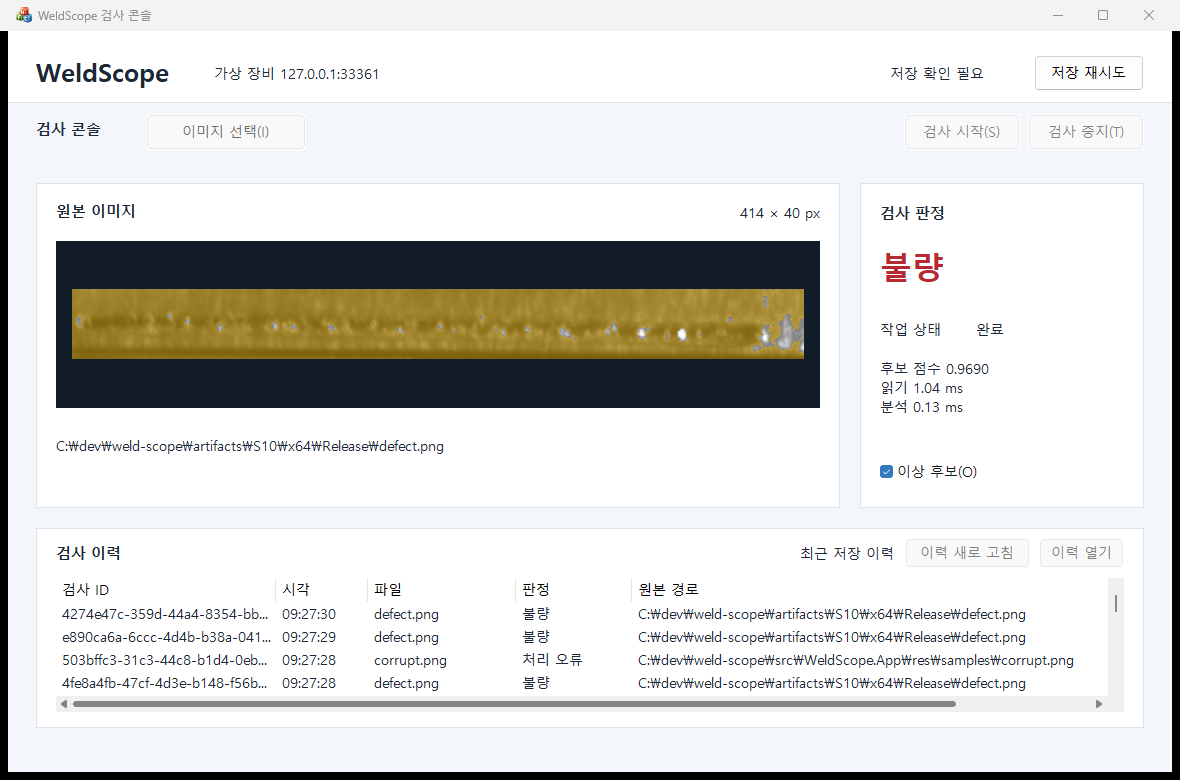 WeldScope 검사 콘솔
WeldScope 가상 장비 127.0.0.1:33361 저장 확인 필요 저장 재시도
검사 콘솔 이미지 선택(I) 검사 시작(S) 검사 중지(T)
원본 이미지 414 × 40 px
C:₩dev₩weld-scope₩artifacts₩S10₩x64₩Release₩defect.png
검사 판정
불량
작업 상태 완료
후보 점수 0.9690
읽기 1.04 ms
분석 0.13 ms
이상 후보(O)
검사 이력 최근 저장 이력 이력 새로 고침 이력 열기
검사 ID 시각 파일 판정 원본 경로
4274e47c-359d-44a4-8354-bb... 09:27:30 defect.png 불량 C:₩dev₩weld-scope₩artifacts₩S10₩x64₩Release₩defect.png
e890ca6a-6ccc-4d4b-b38a-041... 09:27:29 defect.png 불량 C:₩dev₩weld-scope₩artifacts₩S10₩x64₩Release₩defect.png
503bffc3-31c3-44c8-b1d4-0eb... 09:27:28 corrupt.png 처리 오류 C:₩dev₩weld-scope₩src₩WeldScope.App₩res₩samples₩corrupt.png
4fe8a4fb-47cf-4d3e-b148-f56b... 09:27:28 defect.png 불량 C:₩dev₩weld-scope₩artifacts₩S10₩x64₩Release₩defect.png